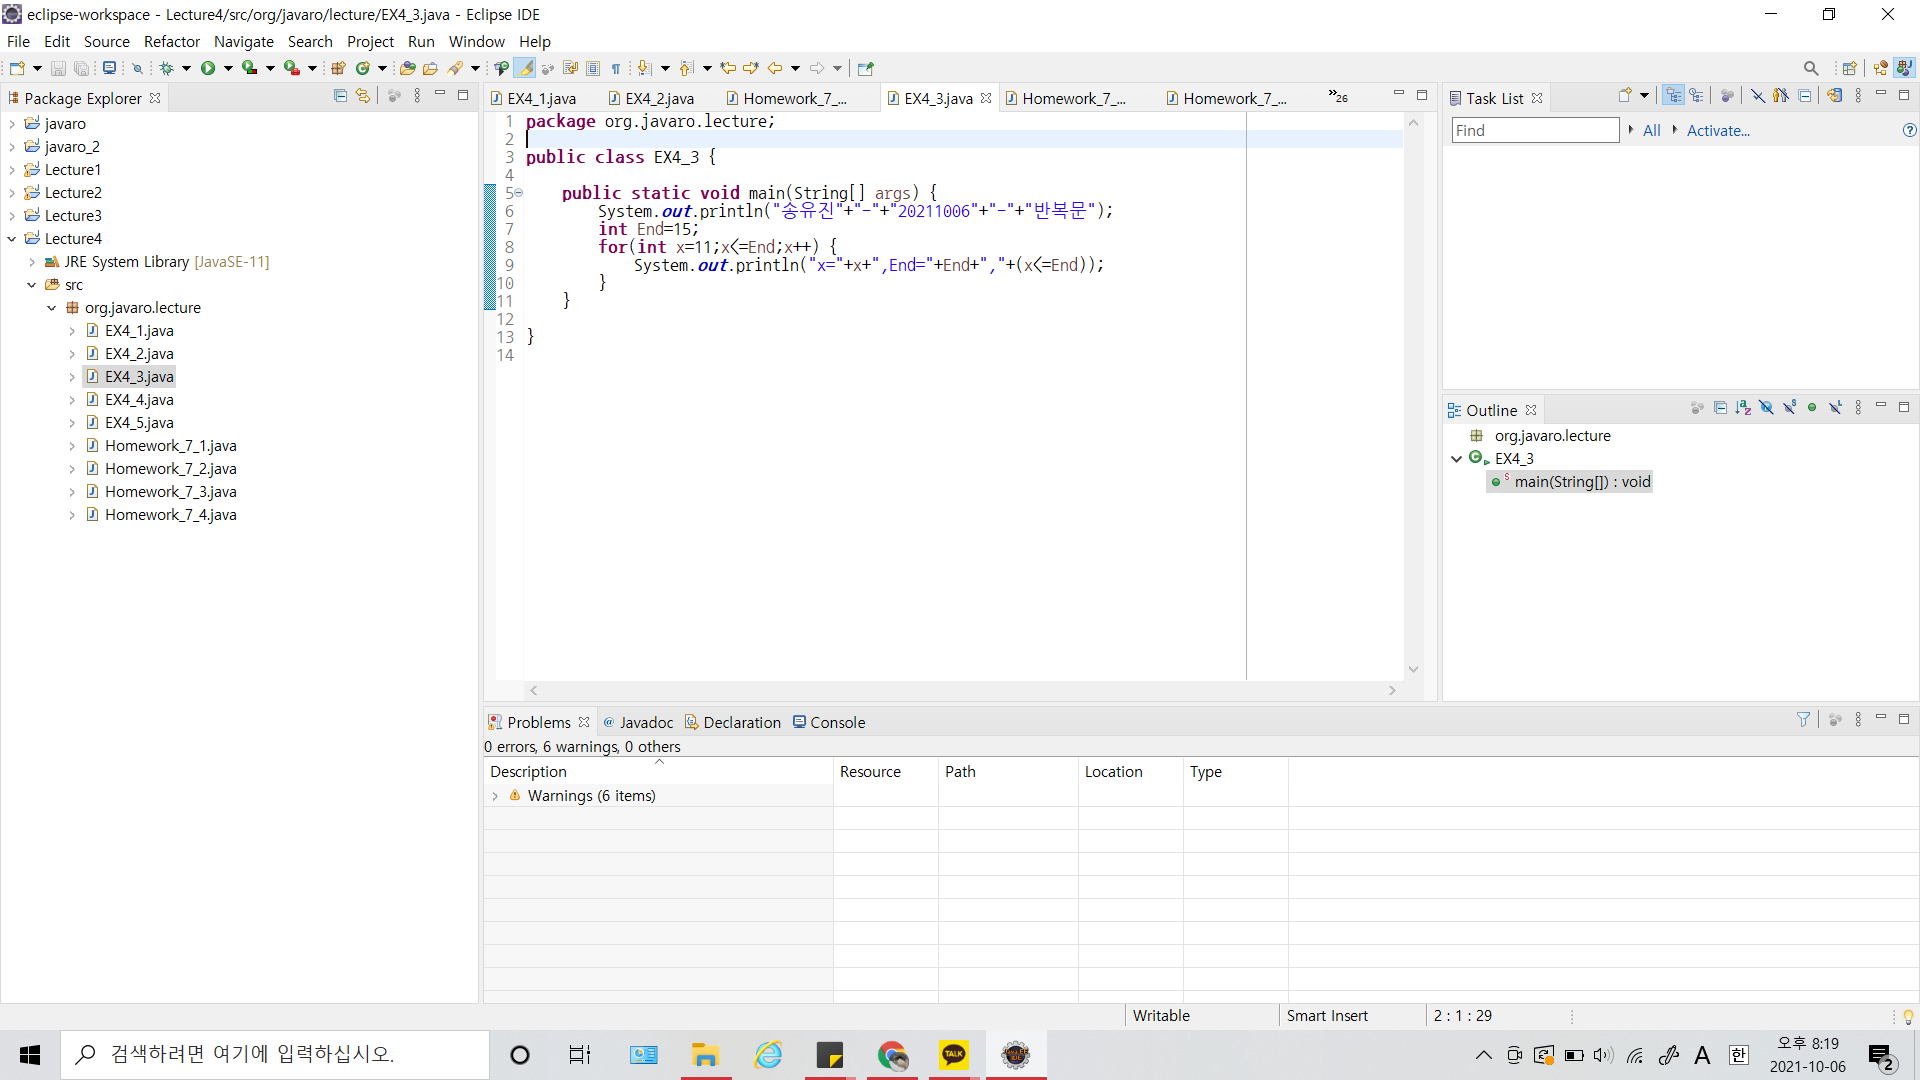 eclipse-workspace - Lecture4/src/org/javaro/lecture/EX4_3.java - Eclipse IDE
File Edit Source Refactor Navigate Search Project Run Window Help
Package Explorer
javaro
javaro_2
Lecture1
Lecture2
Lecture3
Lecture4
JRE System Library [JavaSE-11]
src
org.javaro.lecture
EX4_1.java
EX4_2.java
EX4_3.java
EX4_4.java
EX4_5.java
Homework_7_1.java
Homework_7_2.java
Homework_7_3.java
Homework_7_4.java
EX4_1.java EX4_2.java Homework_7_... EX4_3.java Homework_7_... Homework_7_... »26
1 package org.javaro.lecture;
2
3 public class EX4_3 {
4
5 public static void main(String[] args) {
6 System.out.println("송유진"+"-"+"20211006"+"-"+"반복문");
7 int End=15;
8 for(int x=11;x<=End;x++) {
9 System.out.println("x="+x+",End="+End+","+(x<=End));
10 }
11 }
12
13 }
14
Task List
Find All Activate...
Outline
org.javaro.lecture
EX4_3
main(String[]) : void
Problems Javadoc Declaration Console
0 errors, 6 warnings, 0 others
Description Resource Path Location Type
Warnings (6 items)
Writable Smart Insert 2 : 1 : 29
검색하려면 여기에 입력하십시오.
TALK
A 한
오후 8:19
2021-10-06
2